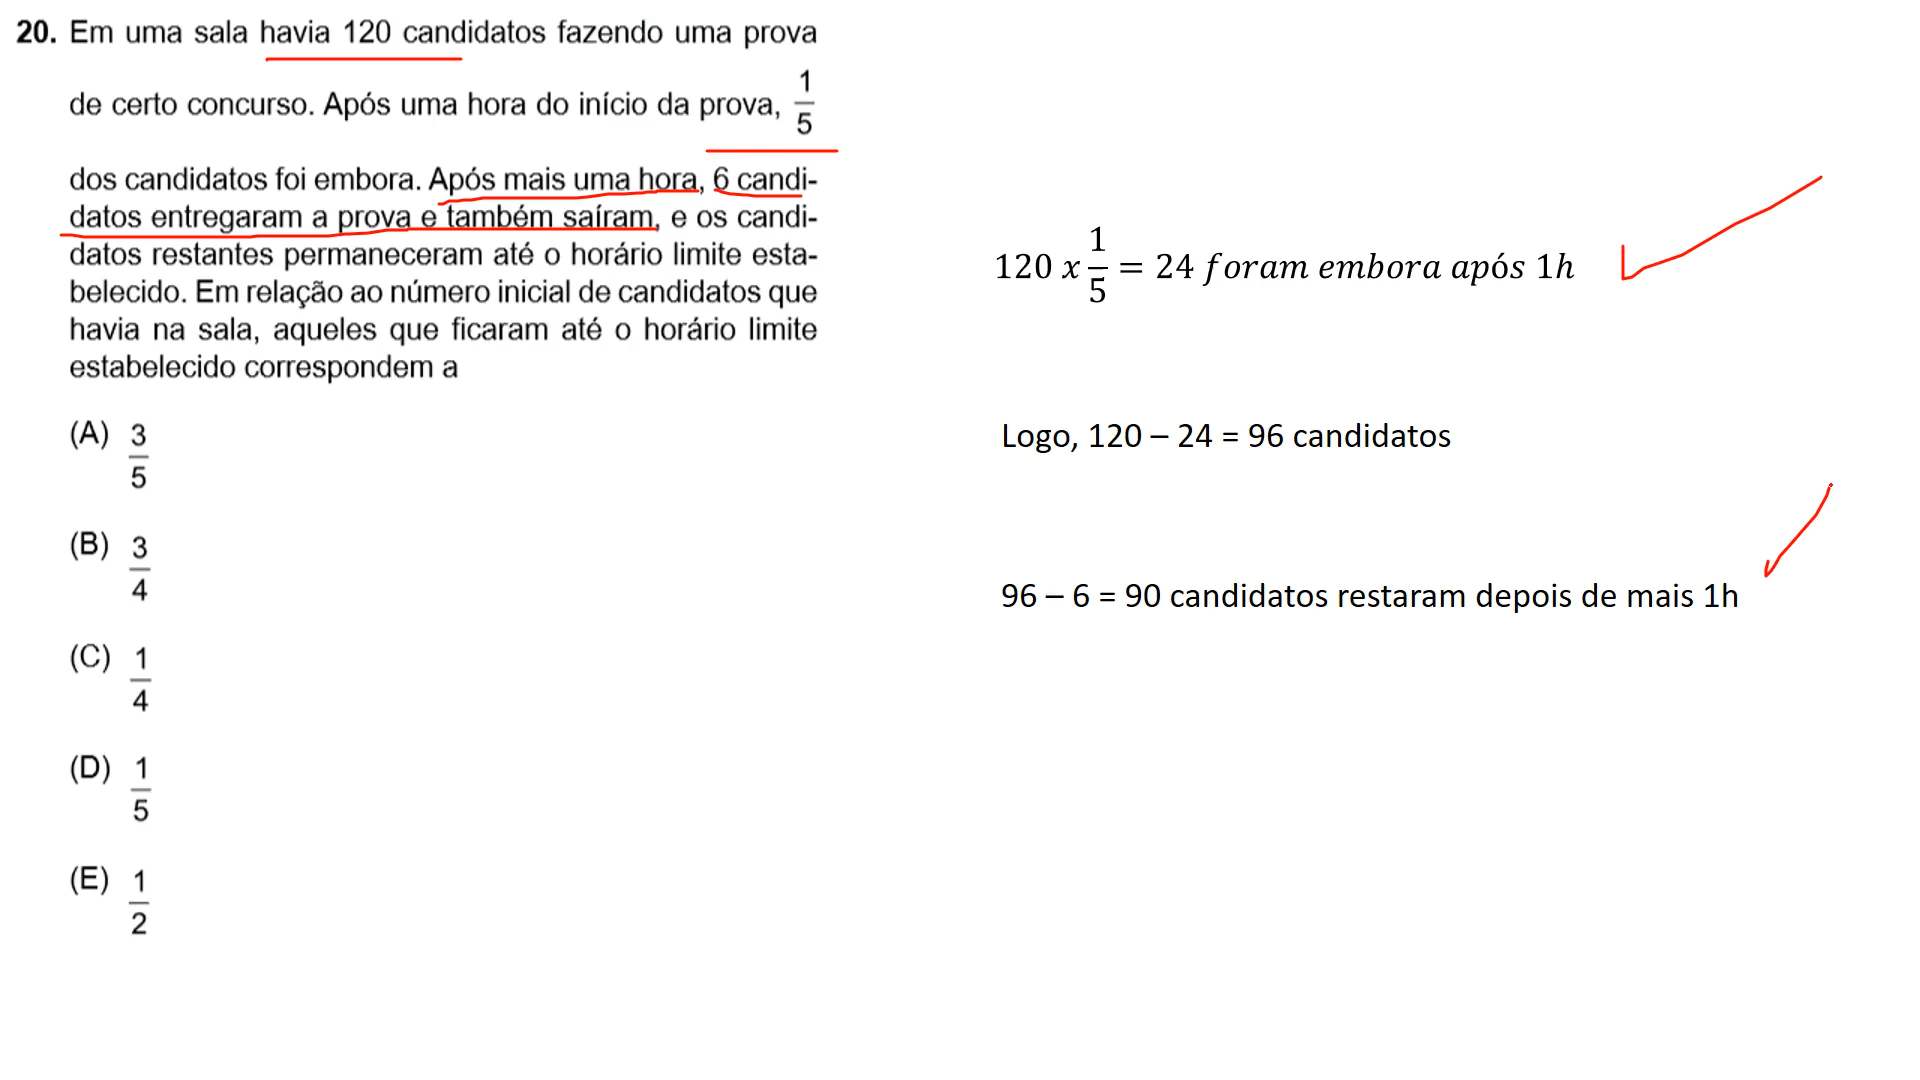 20. Em uma sala havia 120 candidatos fazendo uma prova
de certo concurso. Após uma hora do início da prova, 1/5
dos candidatos foi embora. Após mais uma hora, 6 candi-
datos entregaram a prova e também saíram, e os candi-
datos restantes permaneceram até o horário limite esta-
belecido. Em relação ao número inicial de candidatos que
havia na sala, aqueles que ficaram até o horário limite
estabelecido correspondem a
(A) 3/5
(B) 3/4
(C) 1/4
(D) 1/5
(E) 1/2
120 x 1/5 = 24 foram embora após 1h
Logo, 120 – 24 = 96 candidatos
96 – 6 = 90 candidatos restaram depois de mais 1h